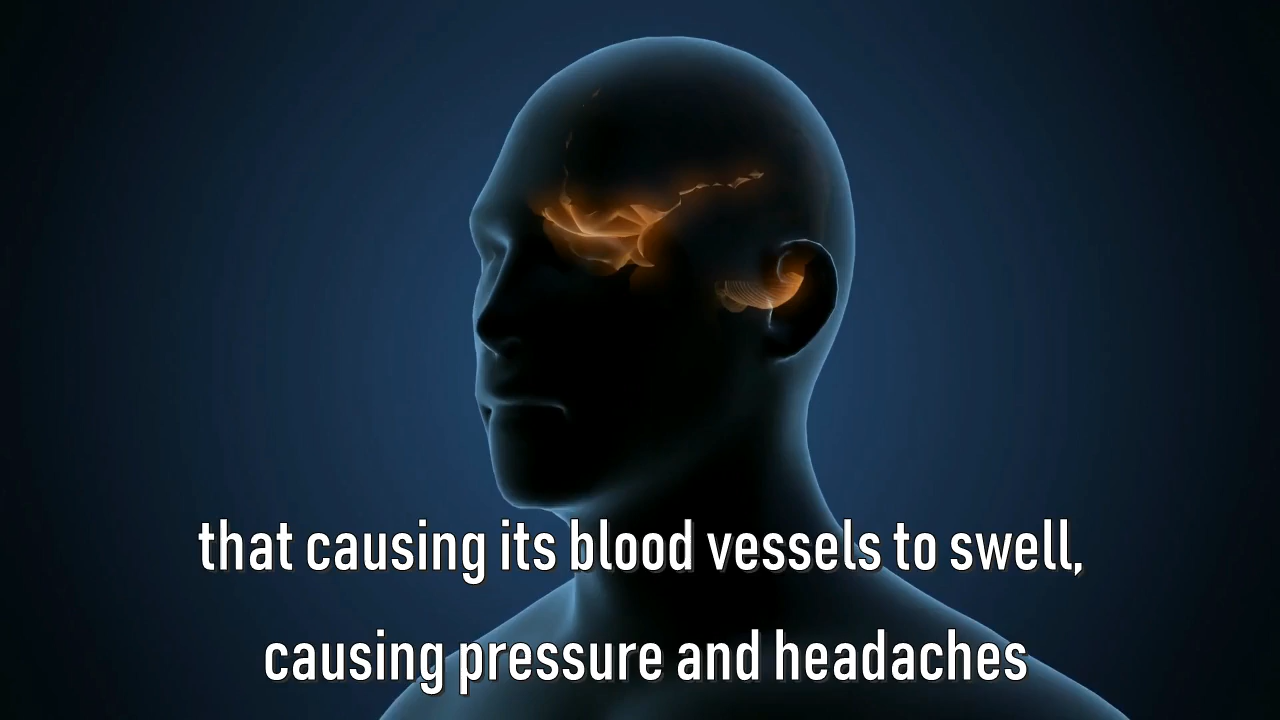 that causing its blood vessels to swell,
causing pressure and headaches